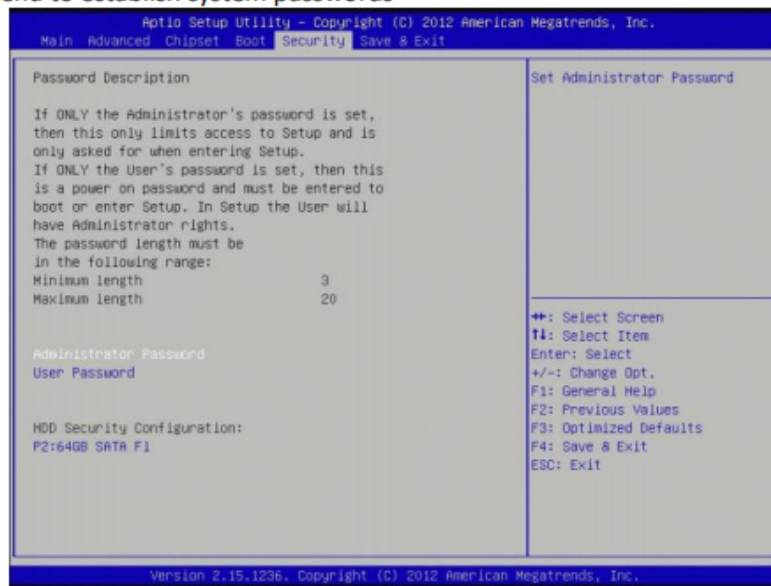 end to establish system passwords
Aptio Setup Utility – Copyright (C) 2012 American Megatrends, Inc.
Main Advanced Chipset Boot Security Save & Exit
Password Description
If ONLY the Administrator's password is set,
then this only limits access to Setup and is
only asked for when entering Setup.
If ONLY the User's password is set, then this
is a power on password and must be entered to
boot or enter Setup. In Setup the User will
have Administrator rights.
The password length must be
in the following range:
Minimum length 3
Maximum length 20
Administrator Password
User Password
HDD Security Configuration:
P2:64GB SATA F1
Set Administrator Password
↔: Select Screen
↑↓: Select Item
Enter: Select
+/-: Change Opt.
F1: General Help
F2: Previous Values
F3: Optimized Defaults
F4: Save & Exit
ESC: Exit
Version 2.15.1236. Copyright (C) 2012 American Megatrends, Inc.